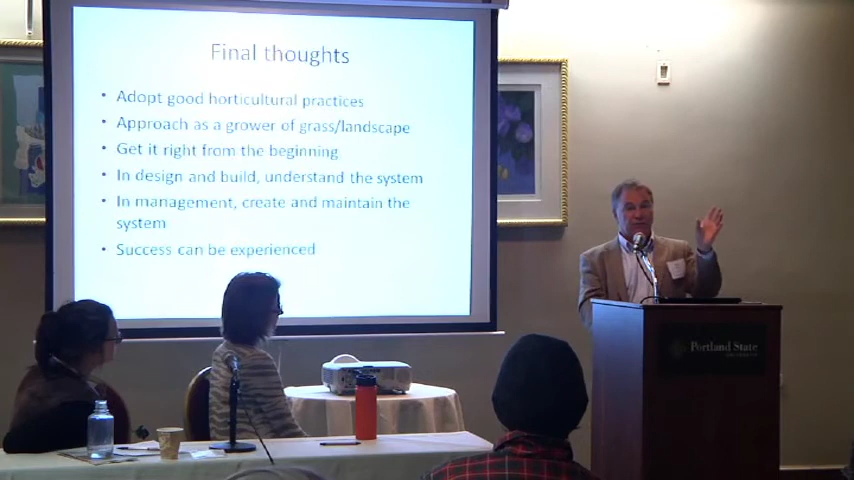 Final thoughts
• Adopt good horticultural practices
• Approach as a grower of grass/landscape
• Get it right from the beginning
• In design and build, understand the system
• In management, create and maintain the
system
• Success can be experienced
Portland State